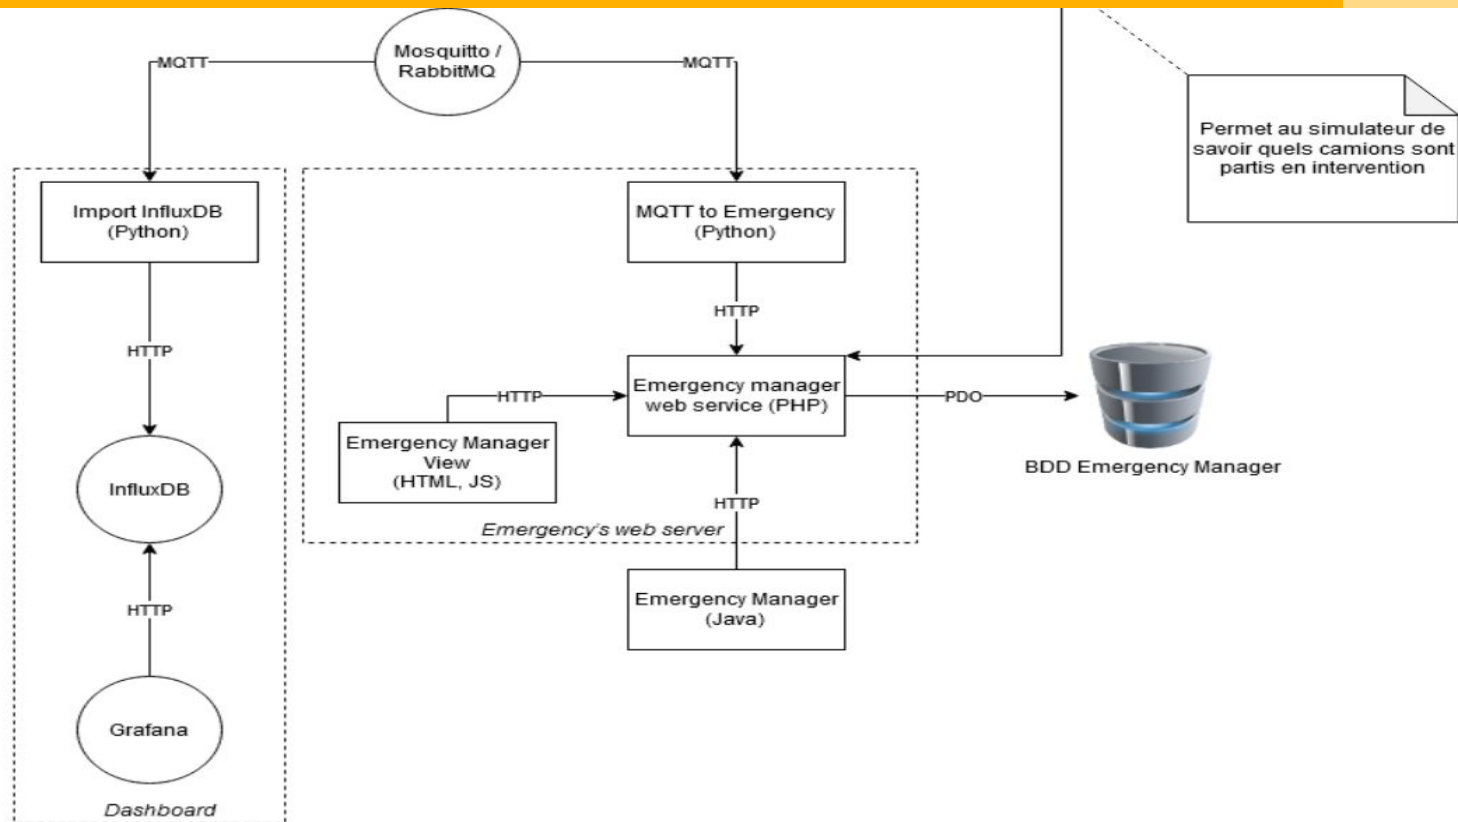 Mosquitto /
RabbitMQ
MQTT
MQTT
Permet au simulateur de
savoir quels camions sont
partis en intervention
Import InfluxDB
(Python)
MQTT to Emergency
(Python)
HTTP
HTTP
Emergency manager
web service (PHP)
HTTP
PDO
Emergency Manager
View
(HTML, JS)
BDD Emergency Manager
InfluxDB
HTTP
Emergency's web server
HTTP
Emergency Manager
(Java)
Grafana
Dashboard